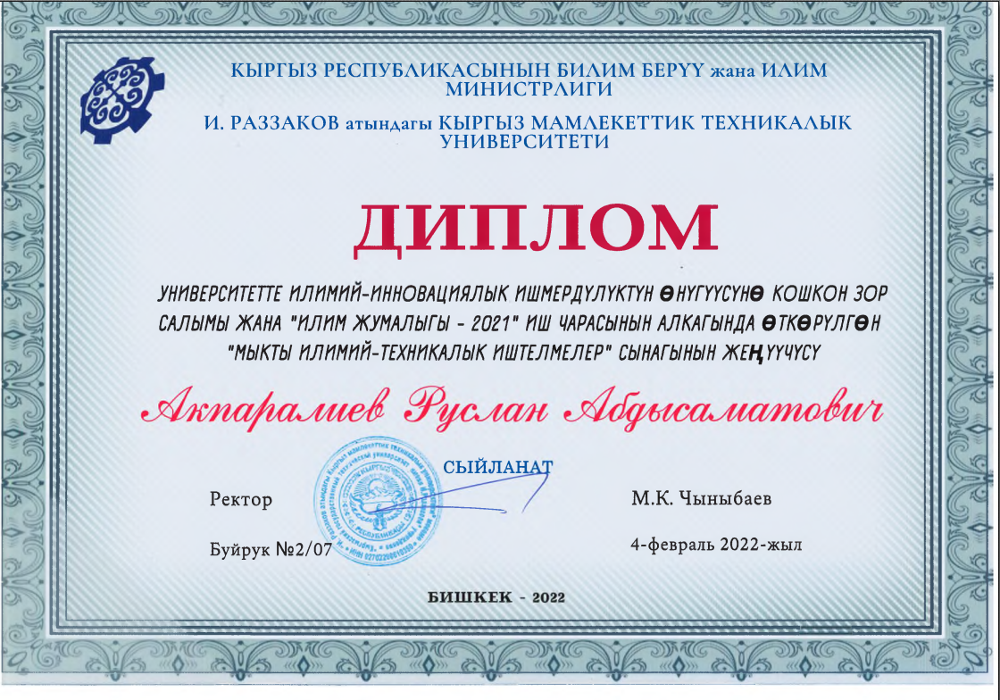 КЫРГЫЗ РЕСПУБЛИКАСЫНЫН БИЛИМ БЕРҮҮ жана ИЛИМ
МИНИСТРЛИГИ
И. РАЗЗАКОВ атындагы КЫРГЫЗ МАМЛЕКЕТТИК ТЕХНИКАЛЫК
УНИВЕРСИТЕТИ
ДИПЛОМ
УНИВЕРСИТЕТТЕ ИЛИМИЙ-ИННОВАЦИЯЛЫК ИШМЕРДҮЛҮКТҮН ӨНҮГҮҮСҮНӨ КОШКОН ЗОР
САЛЫМЫ ЖАНА "ИЛИМ ЖУМАЛЫГЫ - 2021" ИШ ЧАРАСЫНЫН АЛКАГЫНДА ӨТКӨРҮЛГӨН
"МЫКТЫ ИЛИМИЙ-ТЕХНИКАЛЫК ИШТЕЛМЕЛЕР" СЫНАГЫНЫН ЖЕҢҮҮЧҮСҮ
Акпаралиев Руслан Абдысаматович
СЫЙЛАНАТ
Ректор
М.К. Чыныбаев
Буйрук №2/07
4-февраль 2022-жыл
БИШКЕК - 2022